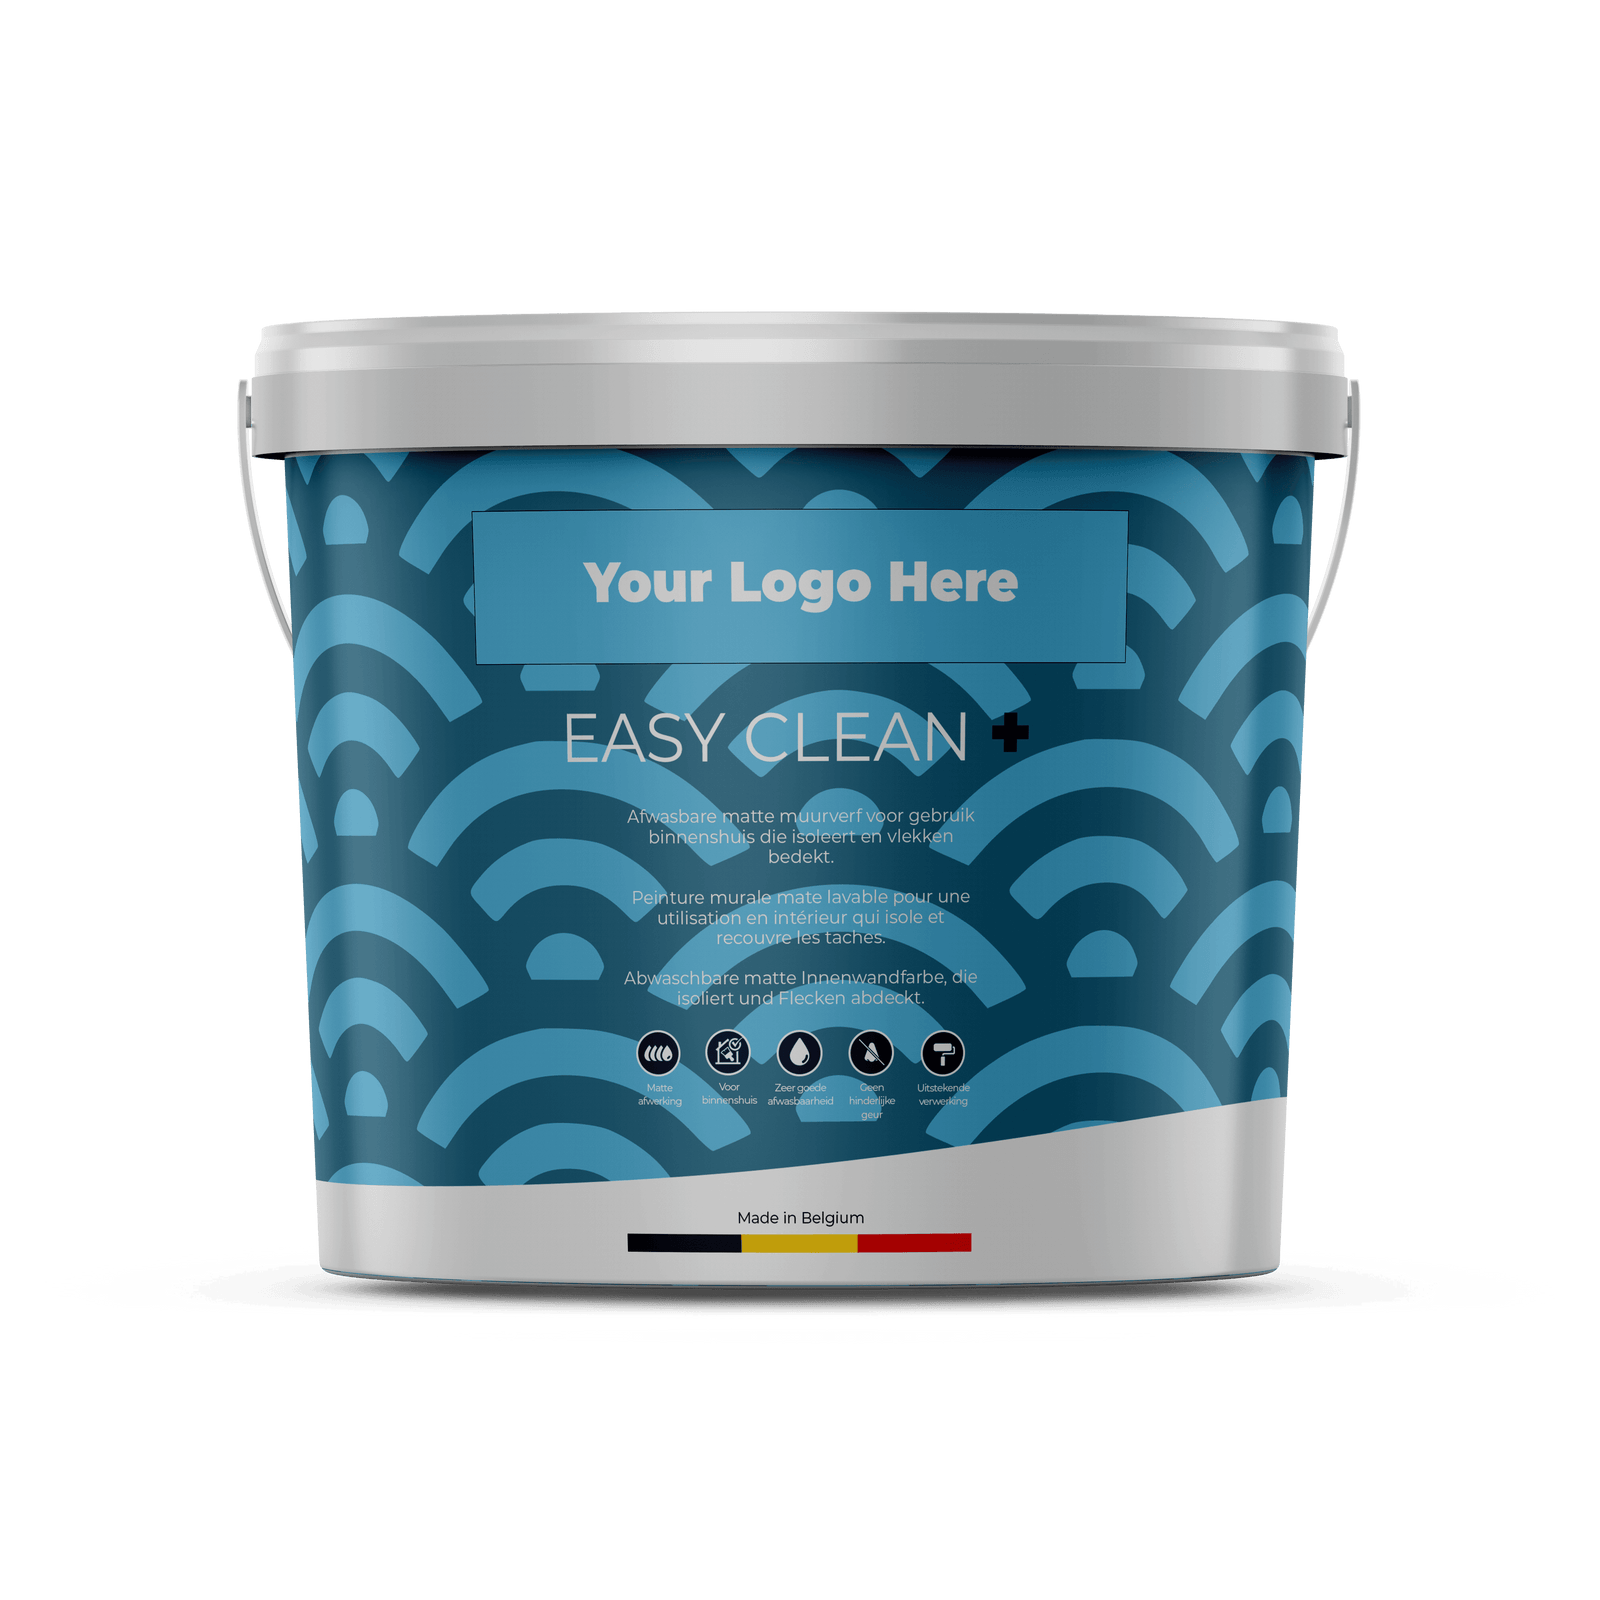 Your Logo Here
EASY CLEAN +
Afwasbare matte muurverf voor gebruik
binnenshuis die isoleert en vlekken
bedekt.
Peinture murale mate lavable pour une
utilisation en intérieur qui isole et
recouvre les taches.
Abwaschbare matte Innenwandfarbe, die
isoliert und Flecken abdeckt.
Matte
afwerking
Voor
binnenshuis
Zeer goede
afwasbaarheid
Geen
hinderlijke
geur
Uitstekende
verwerking
Made in Belgium